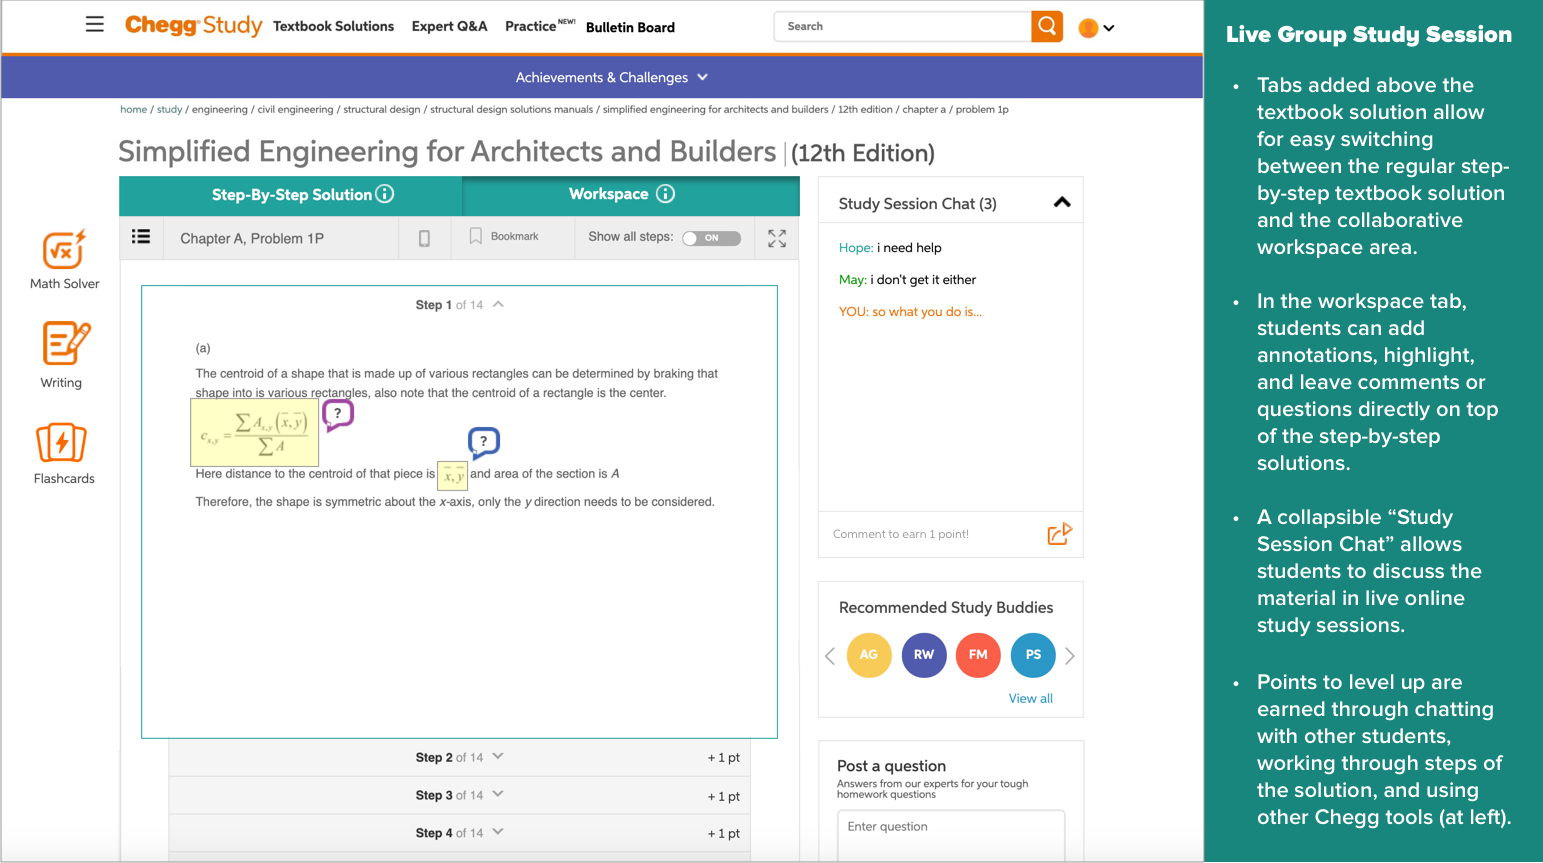 Chegg Study Textbook Solutions Expert Q&A Practice NEW! Bulletin Board Search
Achievements & Challenges
home / study / engineering / civil engineering / structural design / structural design solutions manuals / simplified engineering for architects and builders / 12th edition / chapter a / problem 1p
Simplified Engineering for Architects and Builders | (12th Edition)
Step-By-Step Solution
Workspace
Chapter A, Problem 1P
Bookmark
Show all steps: ON
Math Solver
Writing
Flashcards
Step 1 of 14
(a)
The centroid of a shape that is made up of various rectangles can be determined by braking that
shape into is various rectangles, also note that the centroid of a rectangle is the center.
c_{x,y} = ∑ A_{x,y} (x̅, y̅) / ∑ A
?
?
Here distance to the centroid of that piece is x̅, y̅ and area of the section is A
Therefore, the shape is symmetric about the x-axis, only the y direction needs to be considered.
Step 2 of 14 + 1 pt
Step 3 of 14 + 1 pt
Step 4 of 14 + 1 pt
Study Session Chat (3)
Hope: i need help
May: i don't get it either
YOU: so what you do is...
Comment to earn 1 point!
Recommended Study Buddies
AG RW FM PS
View all
Post a question
Answers from our experts for your tough
homework questions
Enter question
Live Group Study Session
• Tabs added above the
textbook solution allow
for easy switching
between the regular step-
by-step textbook solution
and the collaborative
workspace area.
• In the workspace tab,
students can add
annotations, highlight,
and leave comments or
questions directly on top
of the step-by-step
solutions.
• A collapsible “Study
Session Chat” allows
students to discuss the
material in live online
study sessions.
• Points to level up are
earned through chatting
with other students,
working through steps of
the solution, and using
other Chegg tools (at left).